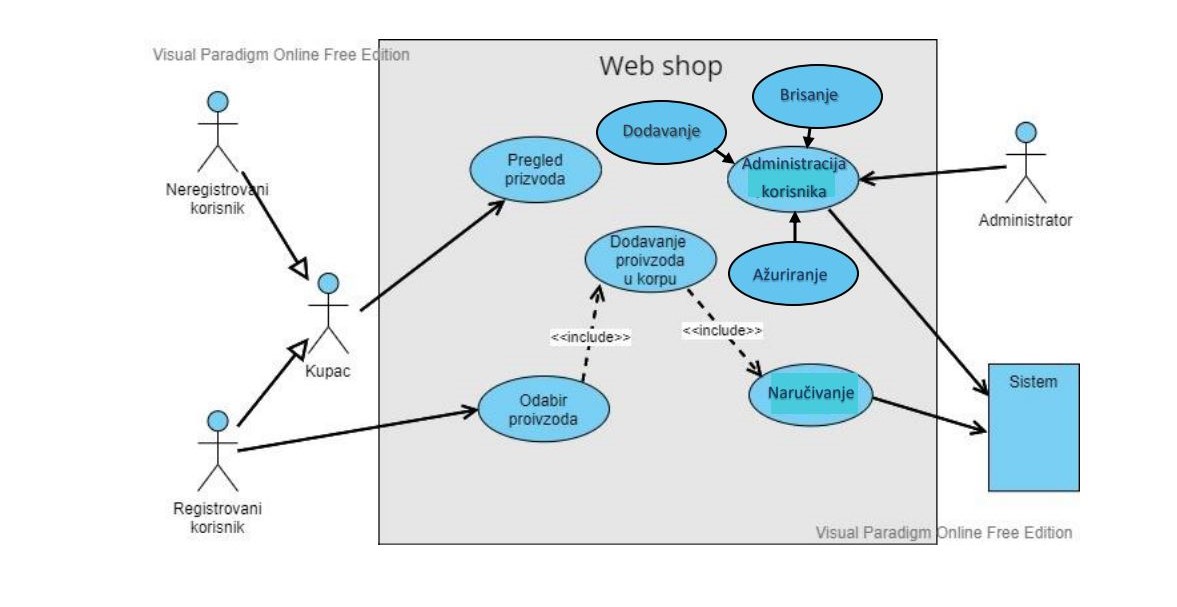 Visual Paradigm Online Free Edition
Web shop
Brisanje
Dodavanje
Pregled
prizvoda
Administracija
korisnika
Neregistrovani
korisnik
Administrator
Dodavanje
proivzoda
u korpu
Ažuriranje
<<include>>
<<include>>
Kupac
Odabir
proivzoda
Naručivanje
Sistem
Registrovani
korisnik
Visual Paradigm Online Free Edition